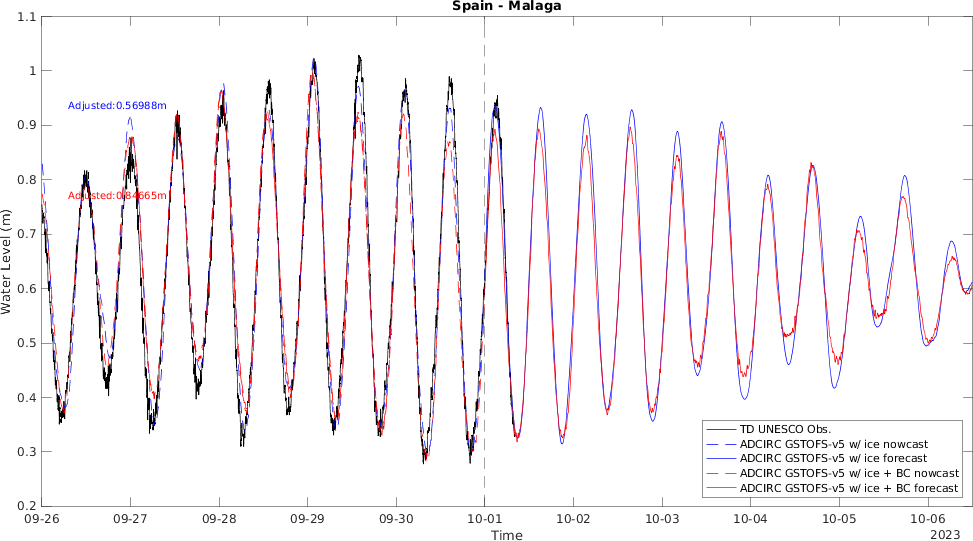 Spain - Malaga
1.1
1
0.9
0.8
0.7
0.6
0.5
0.4
0.3
0.2
Water Level (m)
Adjusted:0.56988m
Adjusted:0.84665m
TD UNESCO Obs.
ADCIRC GSTOFS-v5 w/ ice nowcast
ADCIRC GSTOFS-v5 w/ ice forecast
ADCIRC GSTOFS-v5 w/ ice + BC nowcast
ADCIRC GSTOFS-v5 w/ ice + BC forecast
09-26 09-27 09-28 09-29 09-30 10-01 10-02 10-03 10-04 10-05 10-06
Time
2023